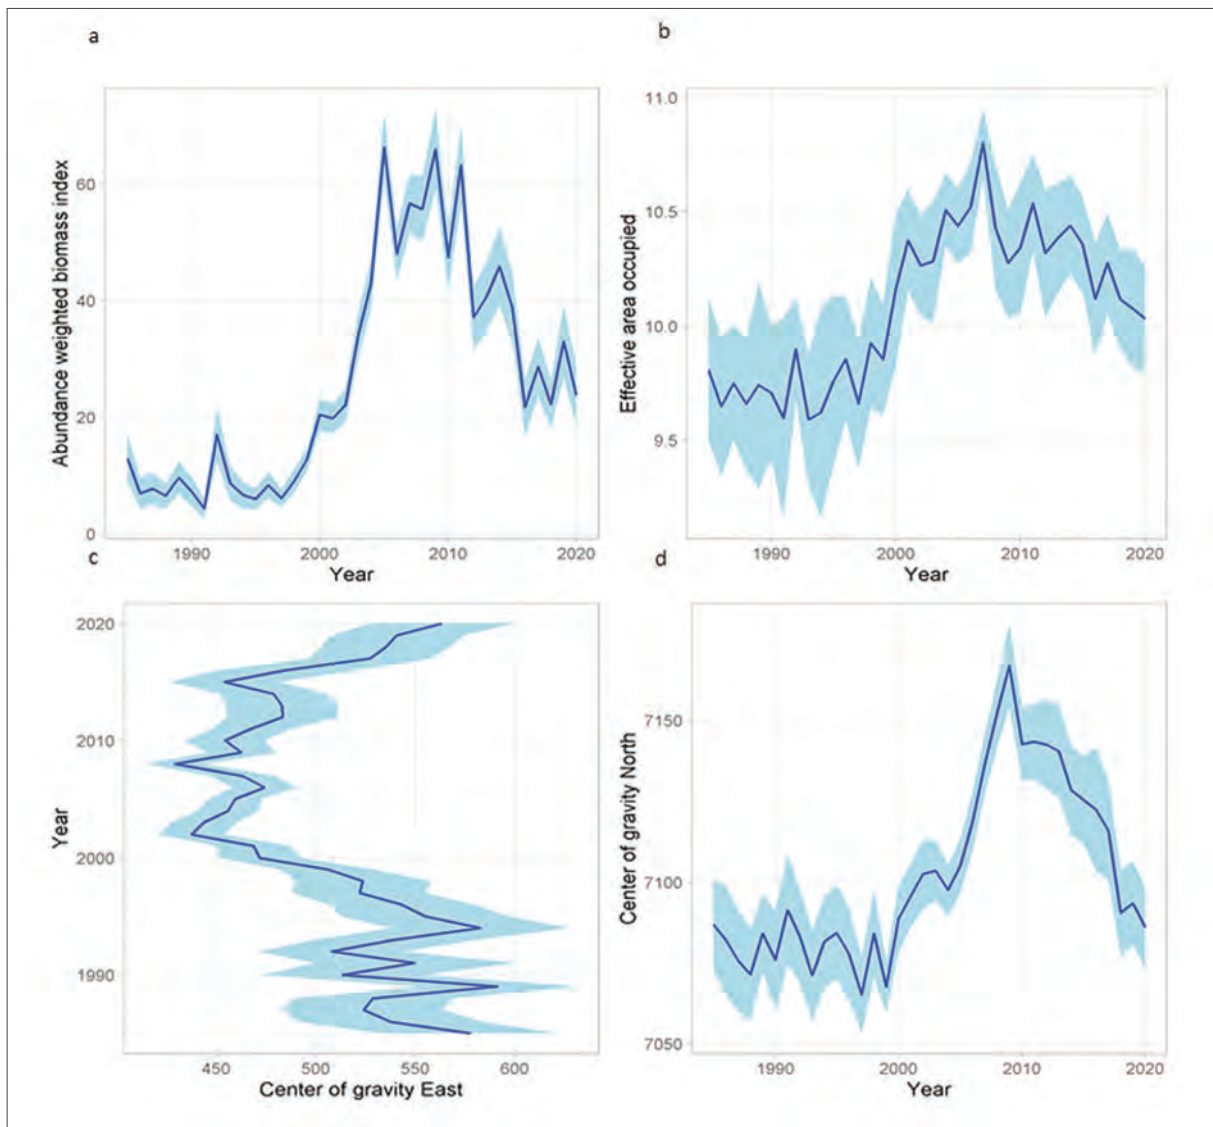 a
b
Abundance weighted biomass index
60
40
20
0
1990
2000
2010
2020
Year
Effective area occupied
11.0
10.5
10.0
9.5
1990
2000
2010
2020
Year
c
d
Year
2020
2010
2000
1990
450
500
550
600
Center of gravity East
Center of gravity North
7150
7100
7050
1990
2000
2010
2020
Year